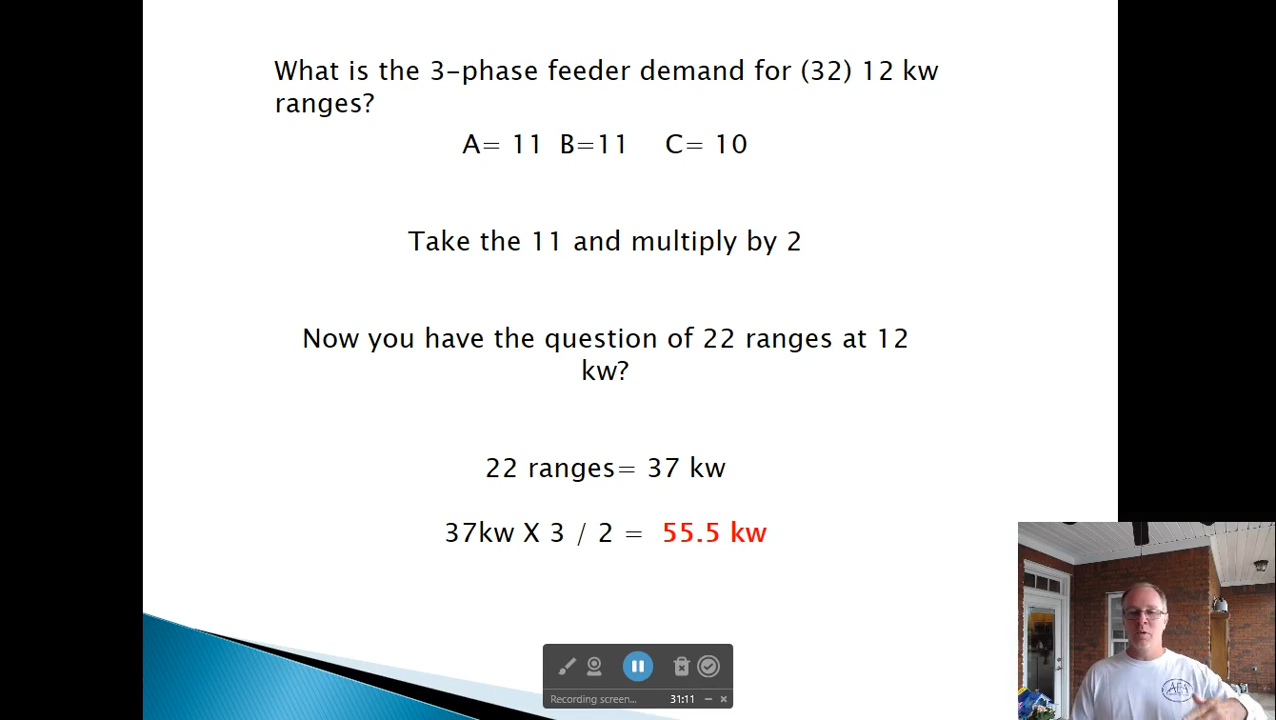 What is the 3-phase feeder demand for (32) 12 kw
ranges?
A= 11 B=11 C= 10
Take the 11 and multiply by 2
Now you have the question of 22 ranges at 12
kw?
22 ranges= 37 kw
37kw X 3 / 2 = 55.5 kw
Recording screen... 31:11